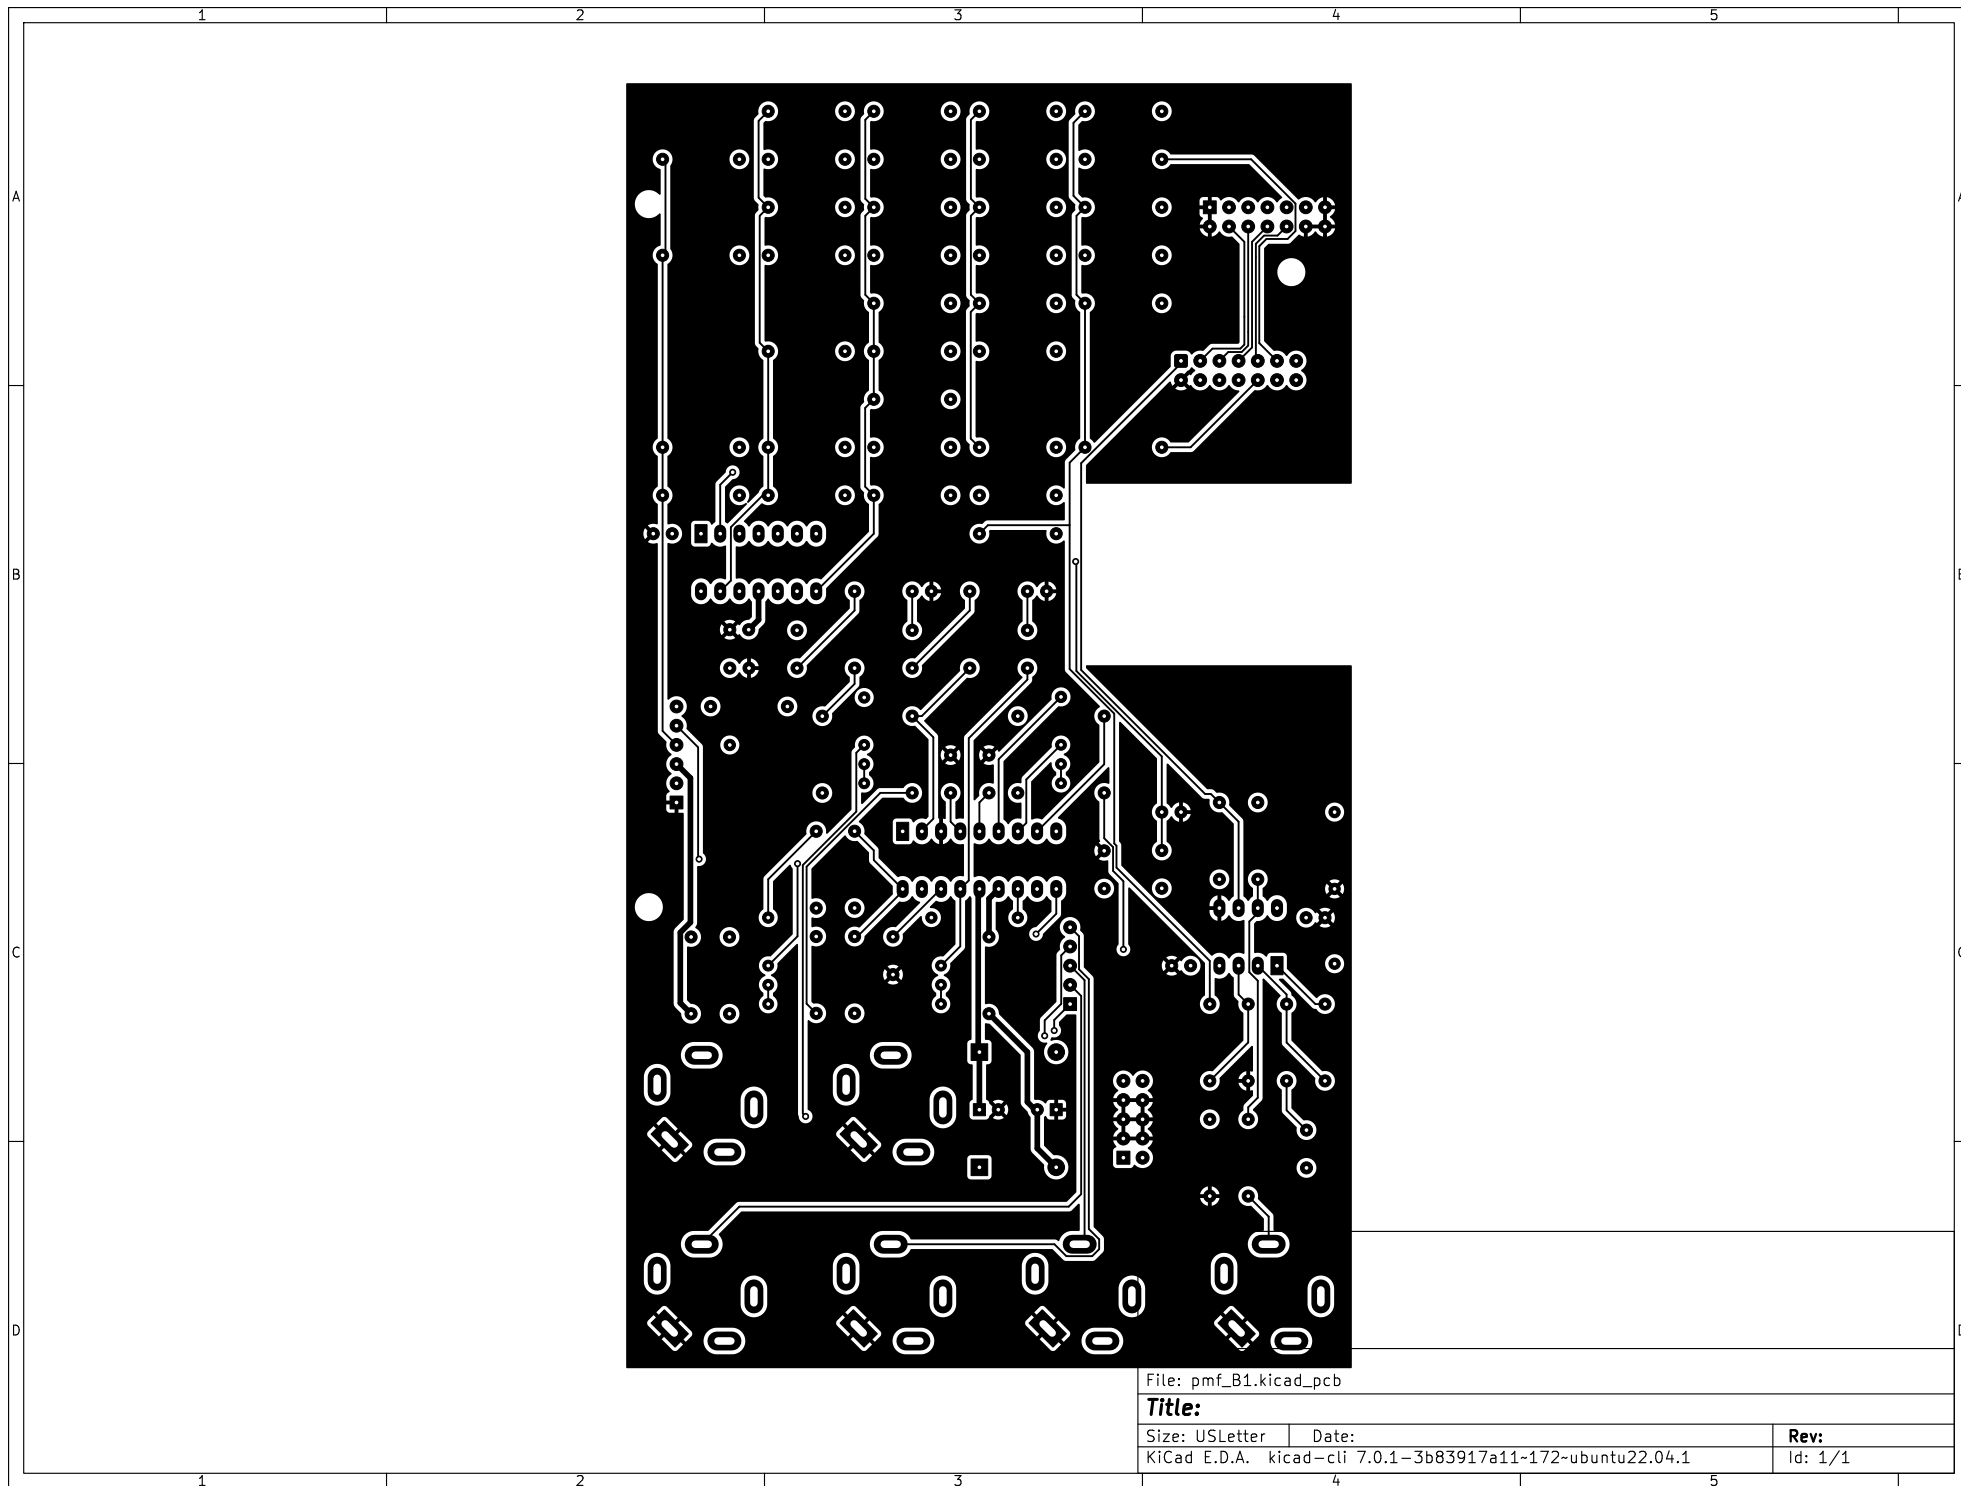 1 2 3 4 5
A A
B B
C C
D D
File: pmf_B1.kicad_pcb
Title:
Size: USLetter Date: Rev:
KiCad E.D.A. kicad-cli 7.0.1-3b83917a11~172~ubuntu22.04.1 Id: 1/1
1 2 3 4 5